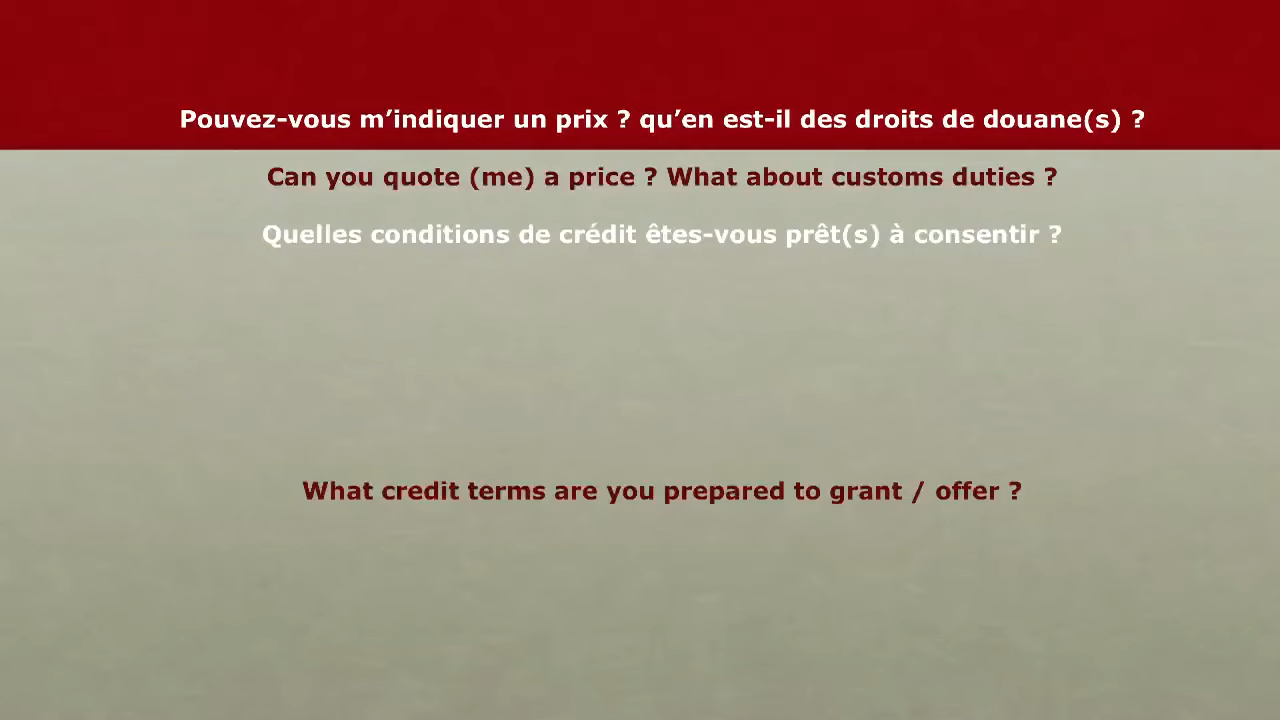 Pouvez-vous m’indiquer un prix ? qu’en est-il des droits de douane(s) ?
Can you quote (me) a price ? What about customs duties ?
Quelles conditions de crédit êtes-vous prêt(s) à consentir ?
What credit terms are you prepared to grant / offer ?